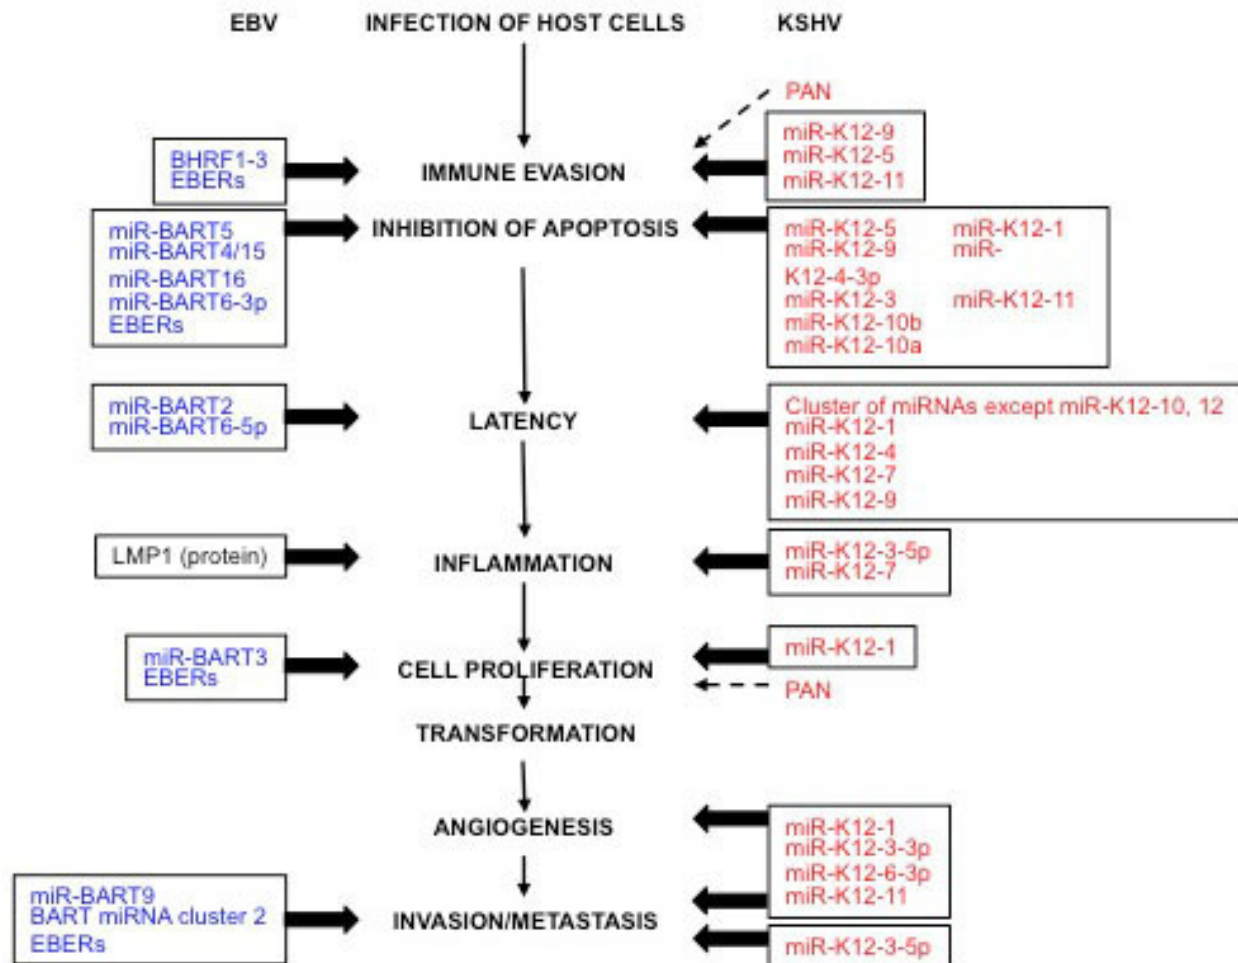 EBV INFECTION OF HOST CELLS KSHV
PAN
miR-K12-9
miR-K12-5
miR-K12-11
BHRF1-3
EBERs
IMMUNE EVASION
miR-BART5
miR-BART4/15
miR-BART16
miR-BART6-3p
EBERs
INHIBITION OF APOPTOSIS
miR-K12-5 miR-K12-1
miR-K12-9 miR-
K12-4-3p
miR-K12-3 miR-K12-11
miR-K12-10b
miR-K12-10a
miR-BART2
miR-BART6-5p
LATENCY
Cluster of miRNAs except miR-K12-10, 12
miR-K12-1
miR-K12-4
miR-K12-7
miR-K12-9
LMP1 (protein)
INFLAMMATION
miR-K12-3-5p
miR-K12-7
miR-BART3
EBERs
CELL PROLIFERATION
miR-K12-1
PAN
TRANSFORMATION
ANGIOGENESIS
miR-K12-1
miR-K12-3-3p
miR-K12-6-3p
miR-K12-11
miR-BART9
BART miRNA cluster 2
EBERs
INVASION/METASTASIS
miR-K12-3-5p